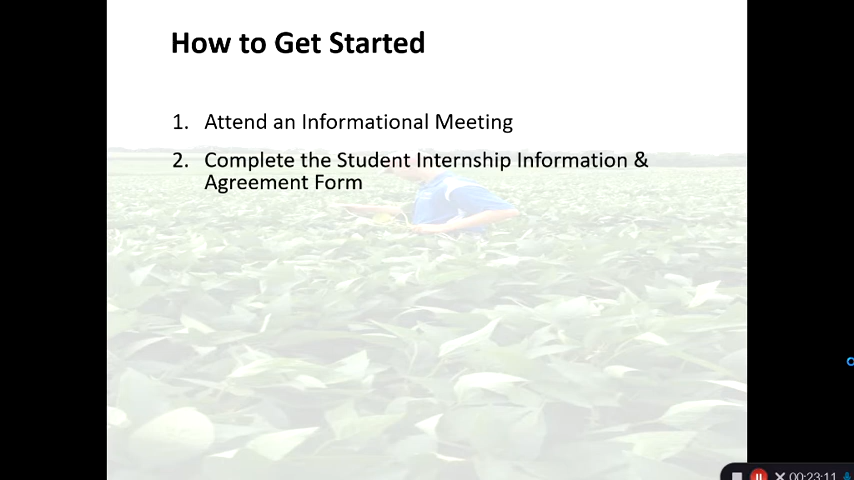 How to Get Started
1. Attend an Informational Meeting
2. Complete the Student Internship Information &
Agreement Form
00:23:11